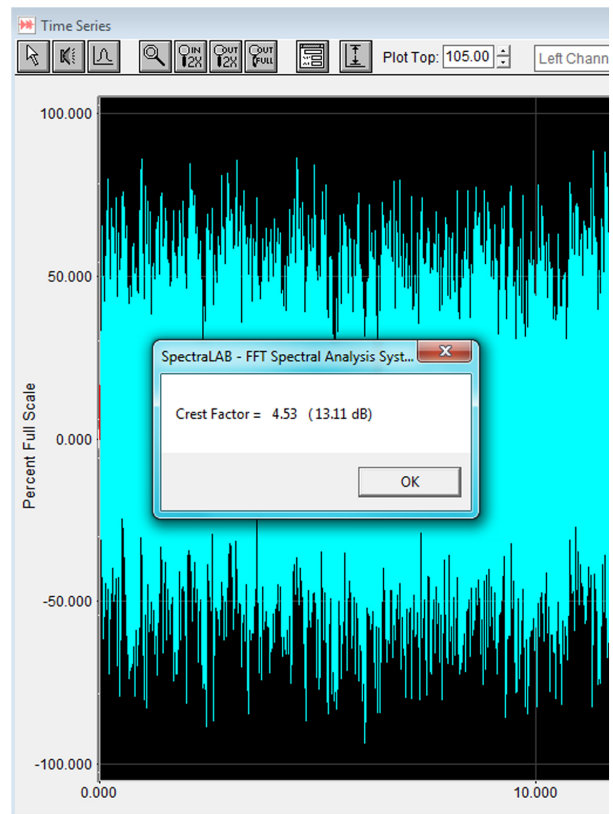 Time Series
IN 2X
OUT 2X
OUT FULL
Plot Top: 105.00
Left Chann
100.000
50.000
0.000
-50.000
-100.000
Percent Full Scale
SpectraLAB - FFT Spectral Analysis Syst...
Crest Factor = 4.53 (13.11 dB)
OK
0.000
10.000